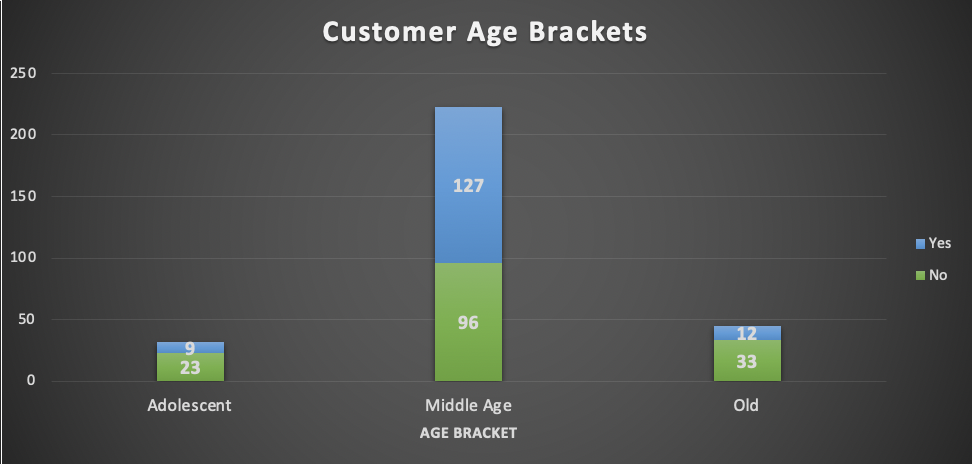 Customer Age Brackets
250
200
150
100
50
0
127
96
9
23
12
33
Yes
No
Adolescent
Middle Age
Old
AGE BRACKET